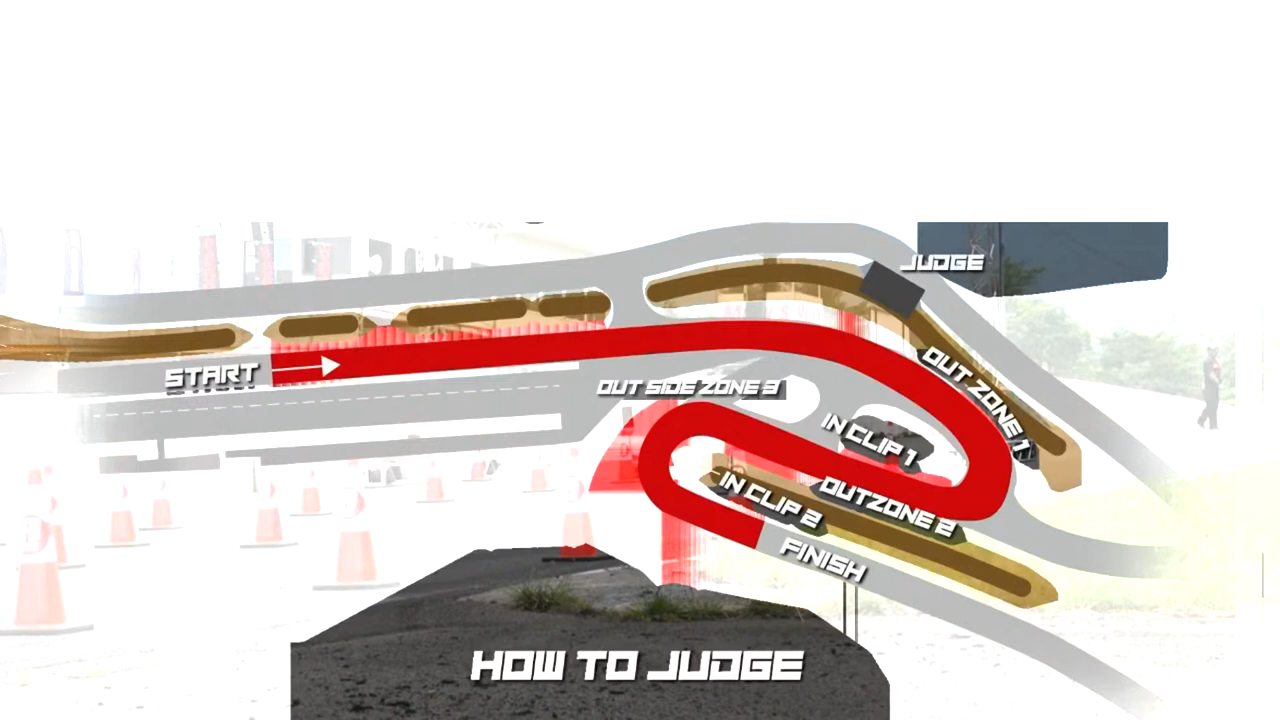 JUDGE
START
OUT ZONE 1
OUT SIDE ZONE 3
IN CLIP 1
OUTZONE 2
IN CLIP 2
FINISH
HOW TO JUDGE